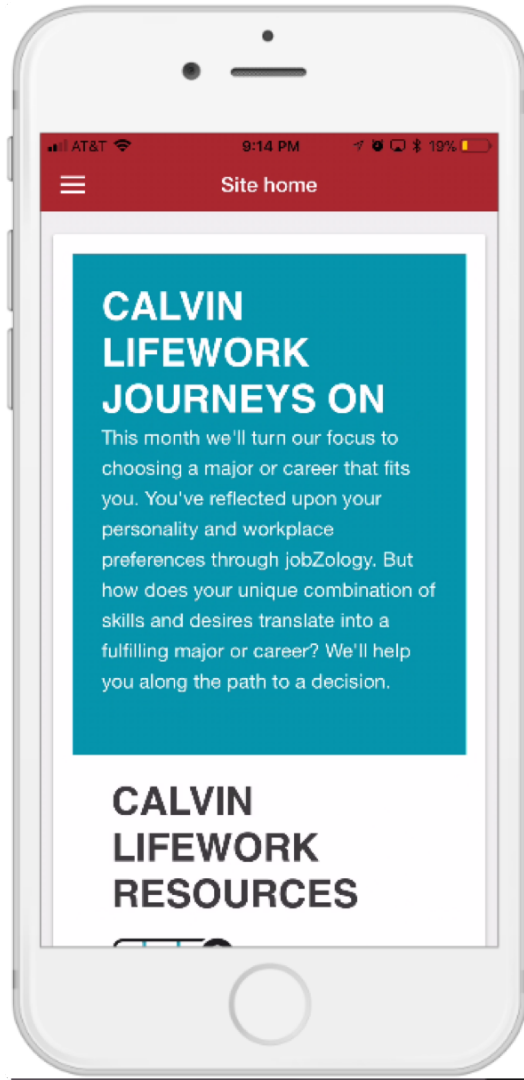 AT&T 9:14 PM 19%
Site home
CALVIN
LIFEWORK
JOURNEYS ON
This month we'll turn our focus to
choosing a major or career that fits
you. You've reflected upon your
personality and workplace
preferences through jobZology. But
how does your unique combination of
skills and desires translate into a
fulfilling major or career? We'll help
you along the path to a decision.
CALVIN
LIFEWORK
RESOURCES